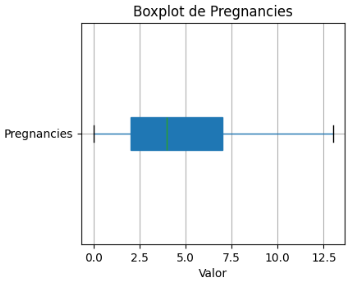 Boxplot de Pregnancies
Pregnancies
0.0 2.5 5.0 7.5 10.0 12.5
Valor